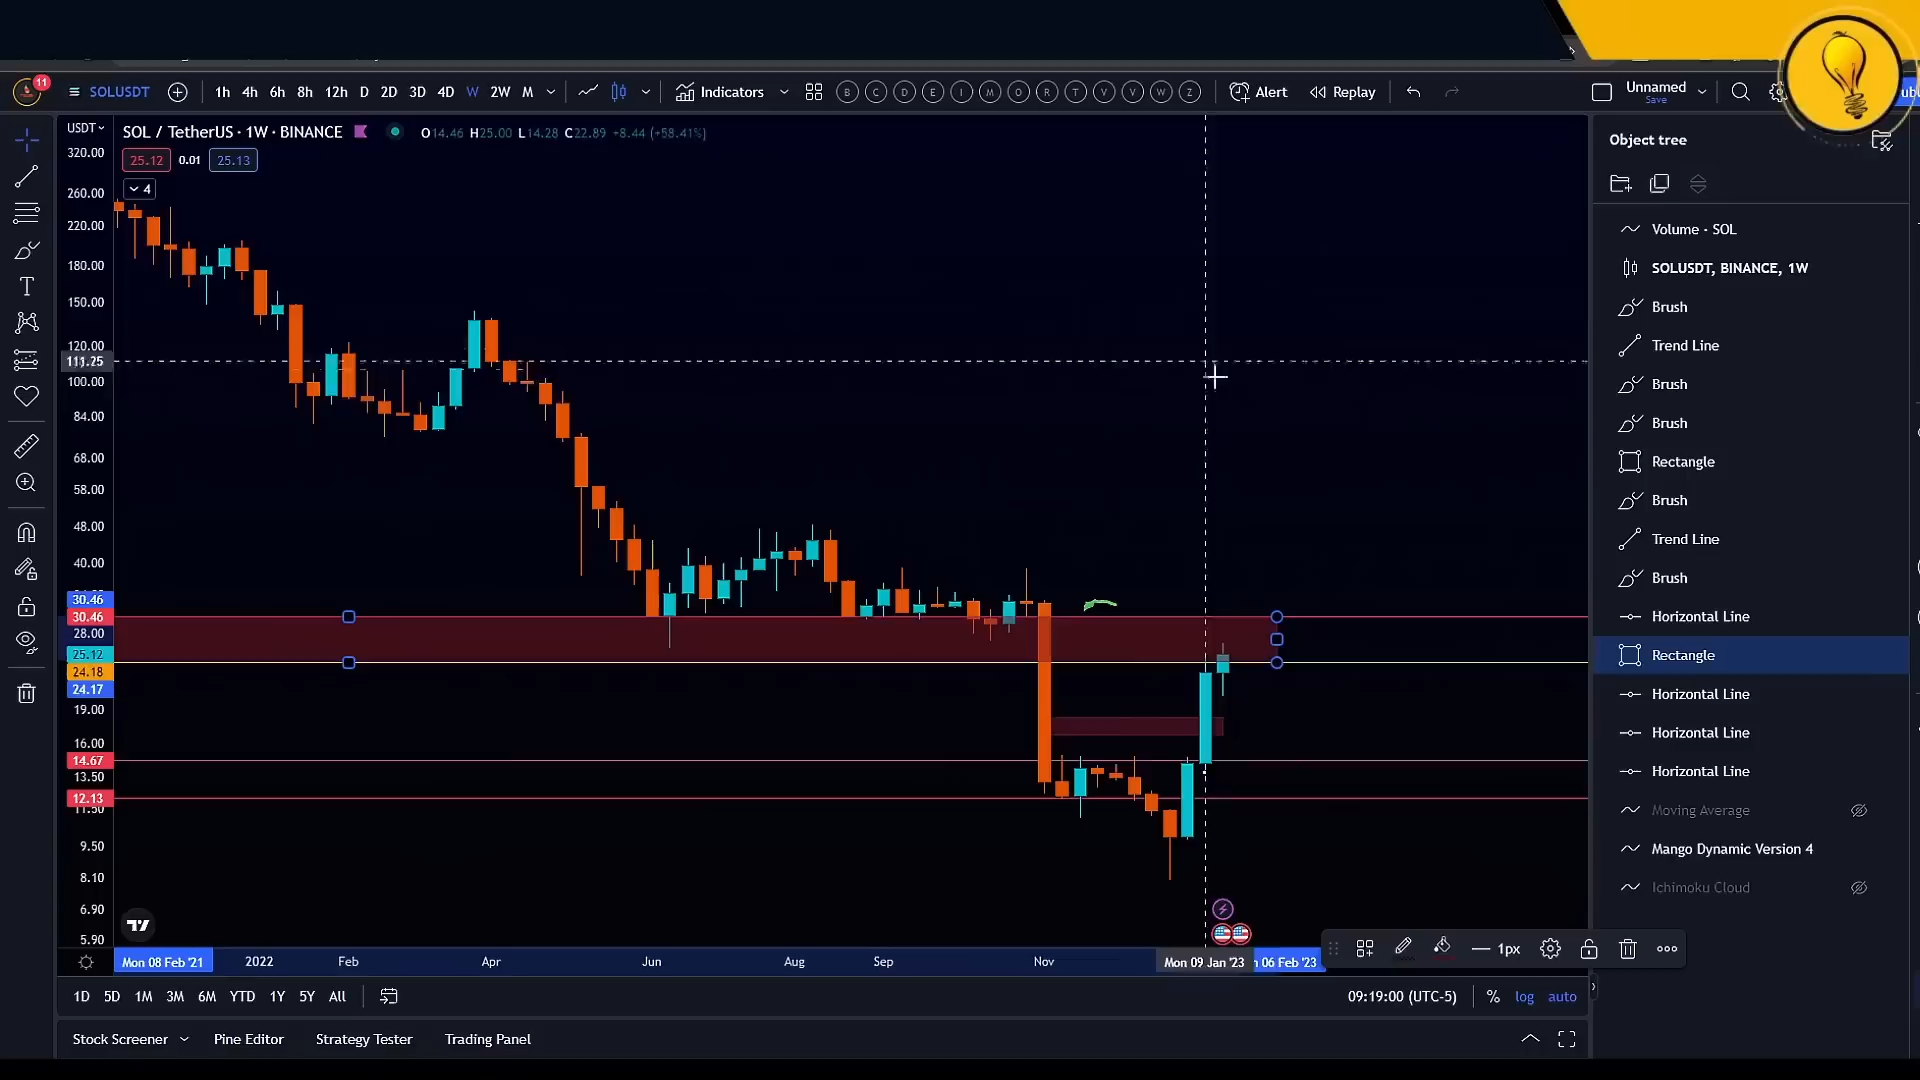 11
SOLUSDT 1h 4h 6h 8h 12h D 2D 3D 4D W 2W M Indicators B C D E I M O R T V V W Z Alert Replay Unnamed
Save
USDT SOL / TetherUS · 1W · BINANCE O14.46 H25.00 L14.28 C22.89 +8.44 (+58.41%) Object tree
25.12 0.01 25.13
4
320.00
260.00
220.00
180.00
150.00
120.00
111.25
100.00
84.00
68.00
58.00
48.00
40.00
30.46
30.46
28.00
25.12
24.18
24.17
19.00
16.00
14.67
13.50
12.13
11.50
9.50
8.10
6.90
5.90
Volume · SOL
SOLUSDT, BINANCE, 1W
Brush
Trend Line
Brush
Brush
Rectangle
Brush
Trend Line
Brush
Horizontal Line
Rectangle
Horizontal Line
Horizontal Line
Horizontal Line
Moving Average
Mango Dynamic Version 4
Ichimoku Cloud
1px
Mon 08 Feb '21 2022 Feb Apr Jun Aug Sep Nov Mon 09 Jan '23 06 Feb '23
1D 5D 1M 3M 6M YTD 1Y 5Y All 09:19:00 (UTC-5) % log auto
Stock Screener Pine Editor Strategy Tester Trading Panel